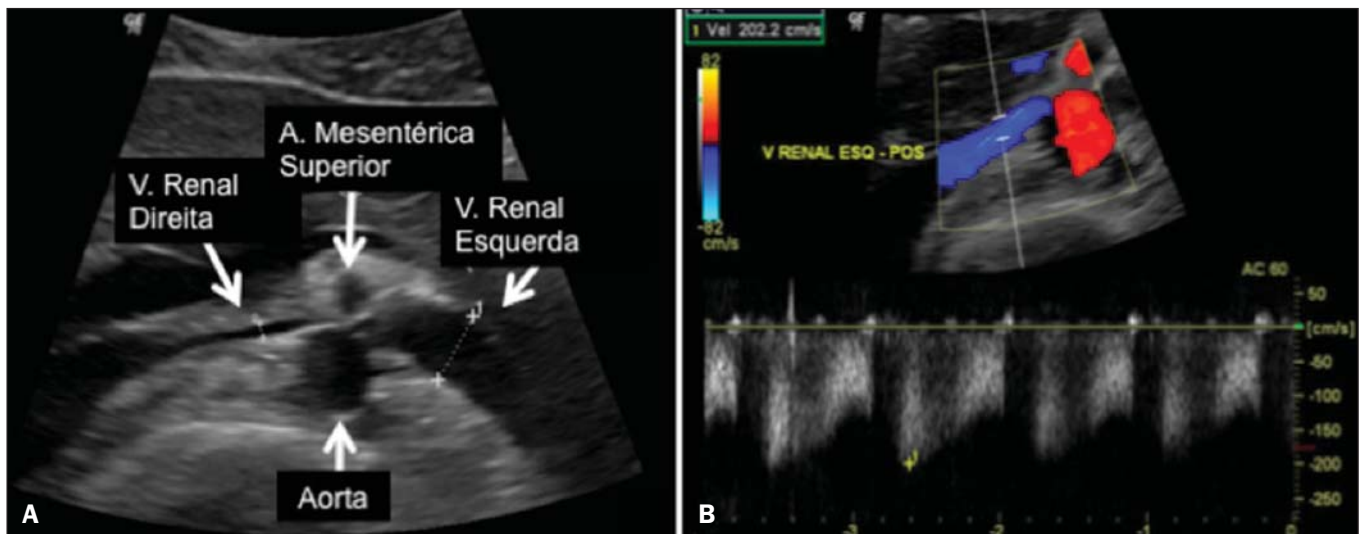 A. Mesentérica
Superior
V. Renal
Direita
V. Renal
Esquerda
Aorta
A
1 Vel 202.2 cm/s
82
-82
cm/s
V RENAL ESQ - POS
AC 60
50
[cm/s]
-50
-100
-150
-200
-250
-3
-2
-1
0
B